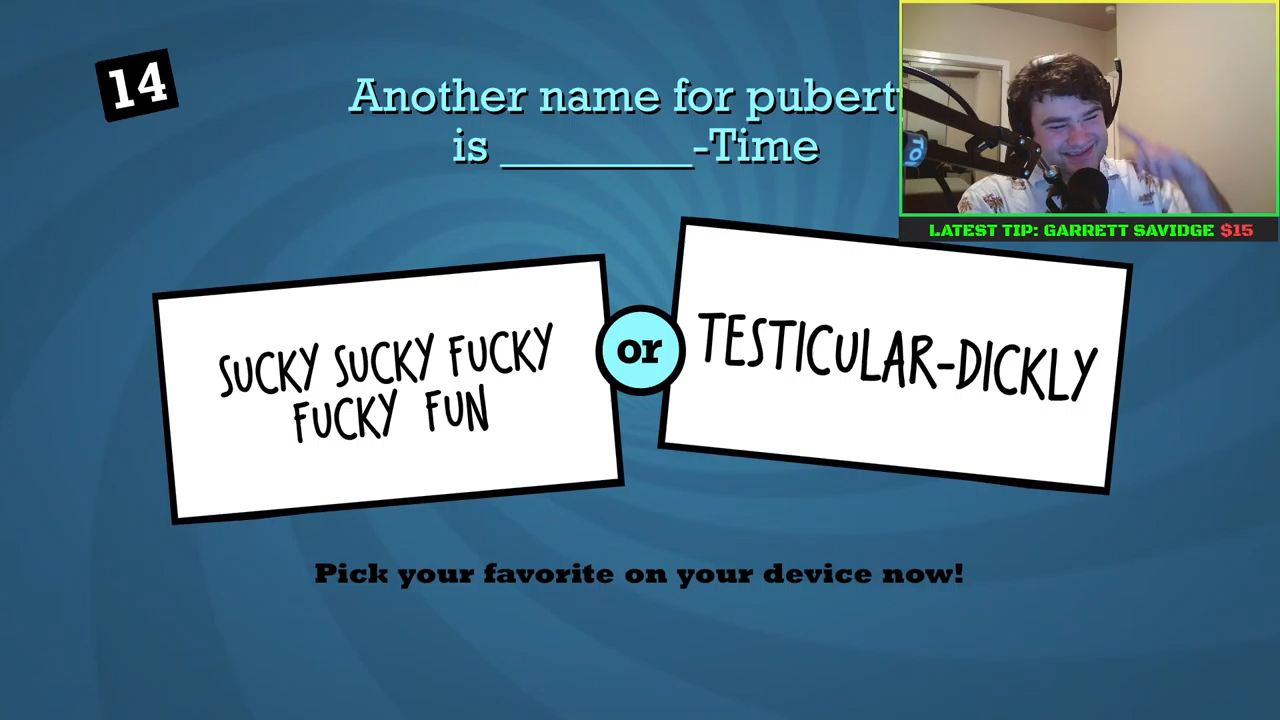 14
Another name for pubert
is ________-Time
SUCKY SUCKY FUCKY
FUCKY FUN
or
TESTICULAR-DICKLY
Pick your favorite on your device now!
LATEST TIP: GARRETT SAVIDGE $15